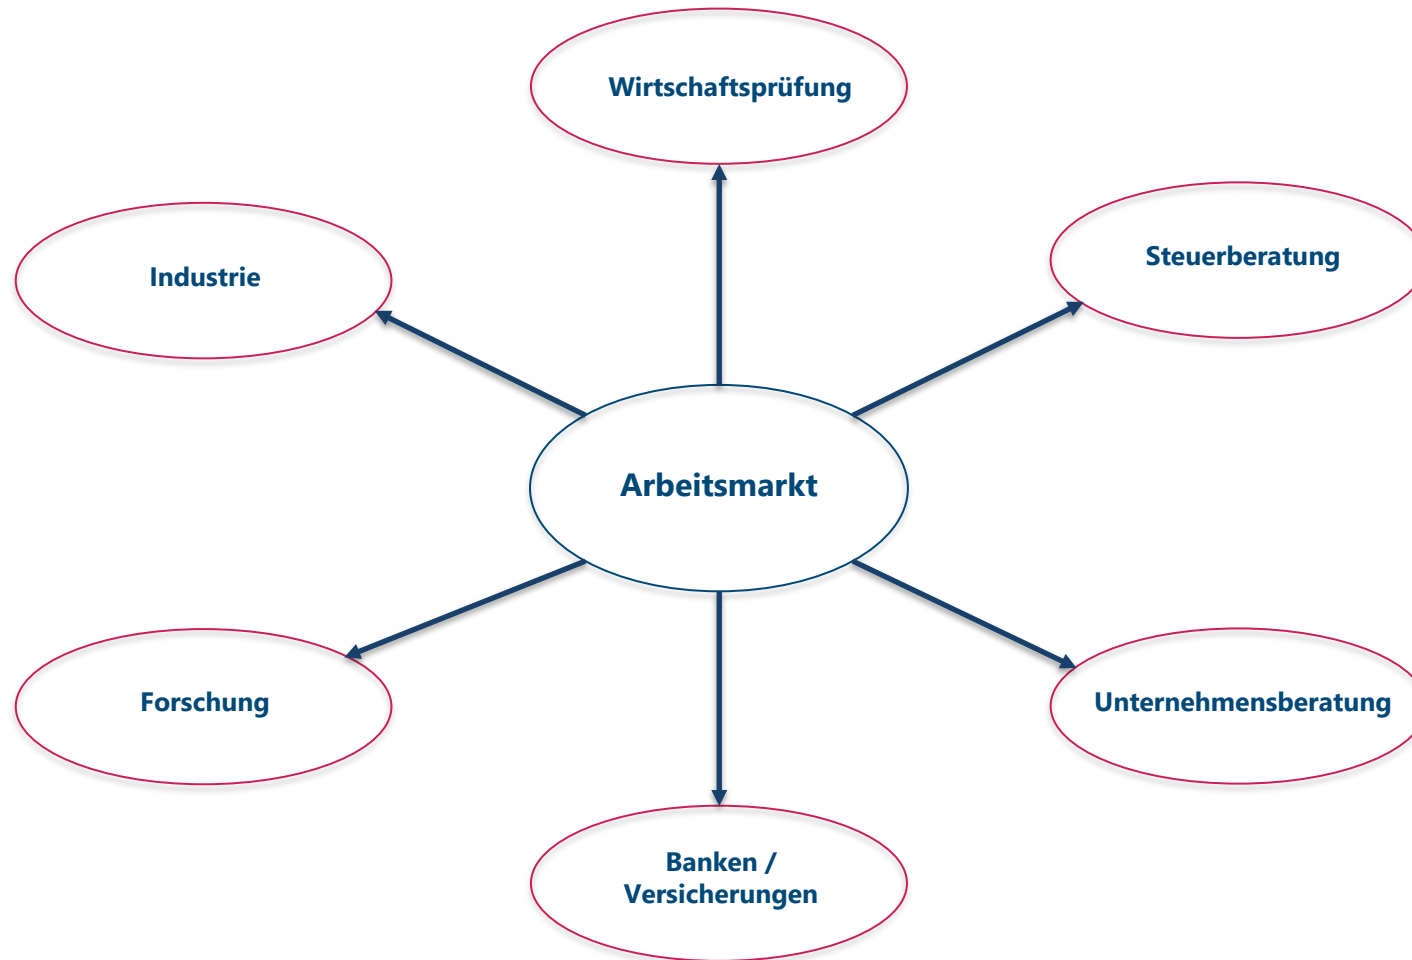 Wirtschaftsprüfung
Steuerberatung
Industrie
Arbeitsmarkt
Forschung
Unternehmensberatung
Banken /
Versicherungen